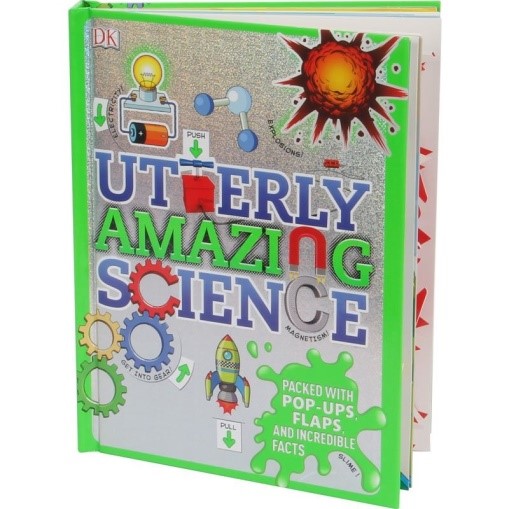 DK
ELECTRICITY!
PUSH
EXPLOSIONS!
UTTERLY
AMAZING
SCIENCE
MAGNETISM!
GET INTO GEAR!
PULL
PACKED WITH
POP-UPS,
FLAPS,
AND INCREDIBLE
FACTS
SLIME!